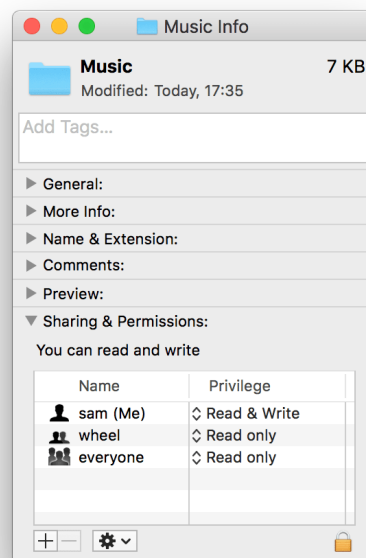 Music Info
Music 7 KB
Modified: Today, 17:35
Add Tags...
General:
More Info:
Name & Extension:
Comments:
Preview:
Sharing & Permissions:
You can read and write
Name Privilege
sam (Me) Read & Write
wheel Read only
everyone Read only